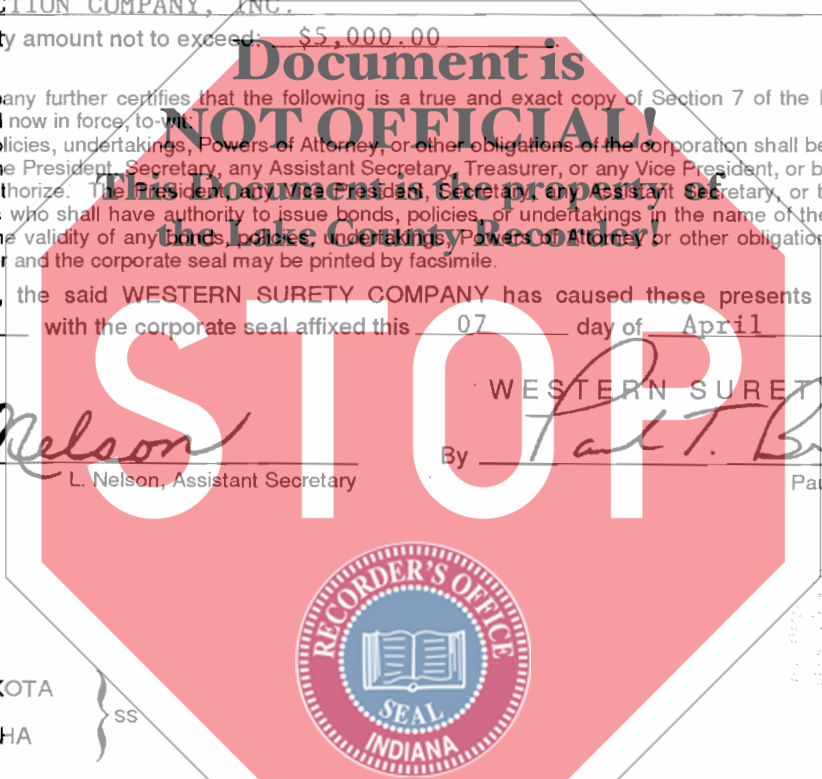 CTION COMPANY, INC.
ty amount not to exceed: $5,000.00
Document is
any further certifies that the following is a true and exact copy of Section 7 of the
now in force, to-wit:
NOT OFFICIAL!
licies, undertakings, Powers of Attorney, or other obligations of the corporation shall be
e President, Secretary, any Assistant Secretary, Treasurer, or any Vice President, or b
thorize. The President, any Vice President, Secretary, any Assistant Secretary, or t
This Document is the property of
who shall have authority to issue bonds, policies, or undertakings in the name of the
e validity of any bonds, policies, undertakings, Powers of Attorney or other obligation
the Lake County Recorder!
r and the corporate seal may be printed by facsimile.
, the said WESTERN SURETY COMPANY has caused these presents
with the corporate seal affixed this 07 day of April
STOP
WESTERN SURET
Nelson
Paul T. B
By
L. Nelson, Assistant Secretary
Pau
RECORDER'S OFFICE
SEAL
INDIANA
KOTA
SS
HA